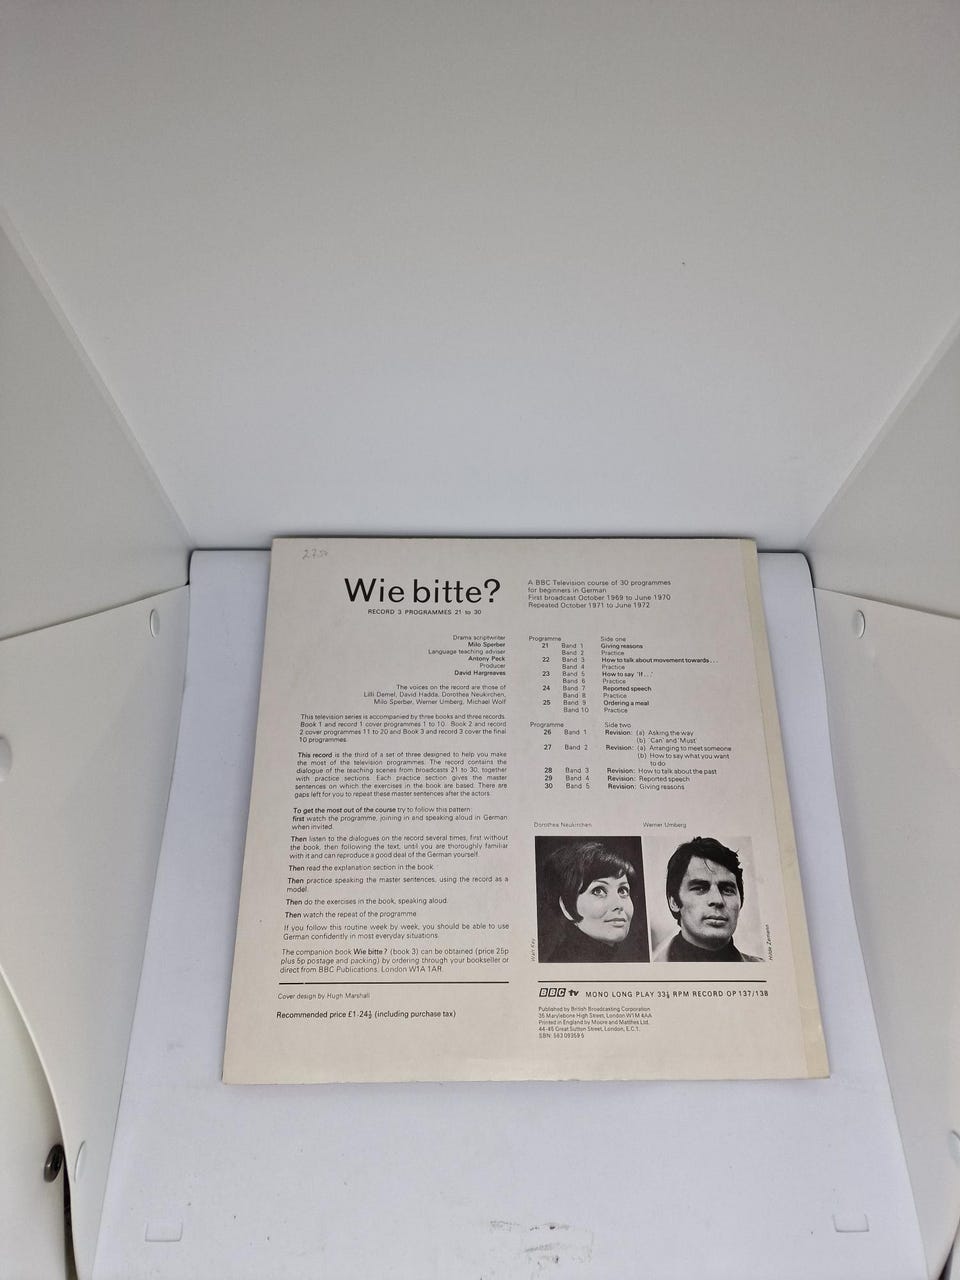 2.7.50
Wie bitte?
RECORD 3 PROGRAMMES 21 to 30
Drama scriptwriter
Milo Sperber
Language teaching adviser
Antony Peck
Producer
David Hargreaves
The voices on the record are those of
Lilli Demel, David Hadda, Dorothea Neukirchen,
Milo Sperber, Werner Umberg, Michael Wolf
This television series is accompanied by three books and three records.
Book 1 and record 1 cover programmes 1 to 10. Book 2 and record
2 cover programmes 11 to 20 and Book 3 and record 3 cover the final
10 programmes.
This record is the third of a set of three designed to help you make
the most of the television programmes. The record contains the
dialogue of the teaching scenes from broadcasts 21 to 30, together
with practice sections. Each practice section gives the master
sentences on which the exercises in the book are based. There are
gaps left for you to repeat these master sentences after the actors.
To get the most out of the course try to follow this pattern:
first watch the programme, joining in and speaking aloud in German
when invited.
Then listen to the dialogues on the record several times, first without
the book, then following the text, until you are thoroughly familiar
with it and can reproduce a good deal of the German yourself.
Then read the explanation section in the book.
Then practice speaking the master sentences, using the record as a
model.
Then do the exercises in the book, speaking aloud.
Then watch the repeat of the programme
If you follow this routine week by week, you should be able to use
German confidently in most everyday situations.
The companion book Wie bitte? (book 3) can be obtained (price 25p
plus 5p postage and packing) by ordering through your bookseller or
direct from BBC Publications. London W1A 1AR.
Cover design by Hugh Marshall
Recommended price £1·24½ (including purchase tax)
A BBC Television course of 30 programmes
for beginners in German
First broadcast October 1969 to June 1970
Repeated October 1971 to June 1972
Programme Side one
21 Band 1 Giving reasons
Band 2 Practice
22 Band 3 How to talk about movement towards...
Band 4 Practice
23 Band 5 How to say 'If...'
Band 6 Practice
24 Band 7 Reported speech
Band 8 Practice
25 Band 9 Ordering a meal
Band 10 Practice
Programme Side two
26 Band 1 Revision: (a) Asking the way
(b) 'Can' and 'Must'
27 Band 2 Revision: (a) Arranging to meet someone
(b) How to say what you want
to do
28 Band 3 Revision: How to talk about the past
29 Band 4 Revision: Reported speech
30 Band 5 Revision: Giving reasons
Dorothea Neukirchen Werner Umberg
Hilde Zemann
BBC tv MONO LONG PLAY 33⅓ RPM RECORD OP 137/138
Published by British Broadcasting Corporation
35 Marylebone High Street, London W1M 4AA
Printed in England by Moore and Matthes Ltd.
44-45 Great Sutton Street, London, E.C.1.
SBN: 563 09359 5